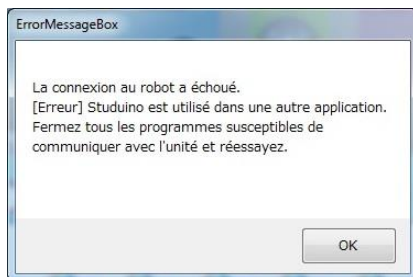 ErrorMessageBox
La connexion au robot a échoué.
[Erreur] Studuino est utilisé dans une autre application.
Fermez tous les programmes susceptibles de
communiquer avec l'unité et réessayez.
OK